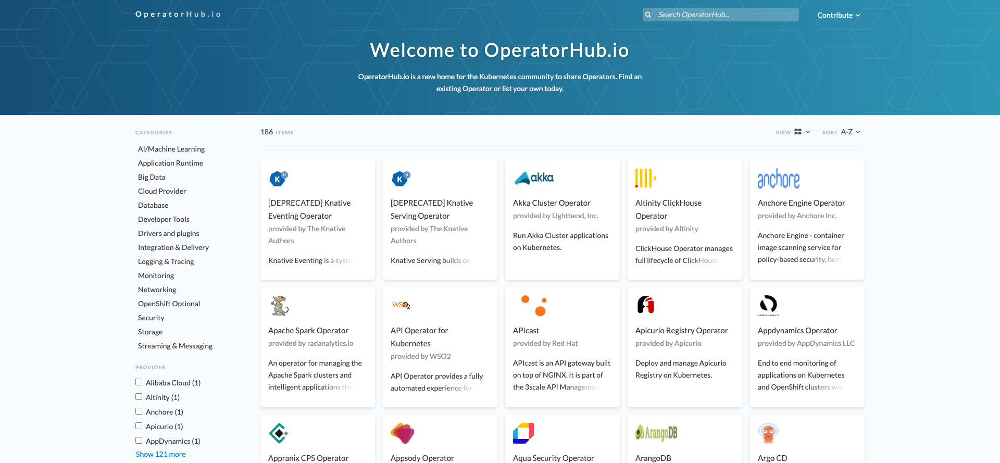 OperatorHub.io
Search OperatorHub...
Contribute
Welcome to OperatorHub.io
OperatorHub.io is a new home for the Kubernetes community to share Operators. Find an
existing Operator or list your own today.
CATEGORIES
AI/Machine Learning
Application Runtime
Big Data
Cloud Provider
Database
Developer Tools
Drivers and plugins
Integration & Delivery
Logging & Tracing
Monitoring
Networking
OpenShift Optional
Security
Storage
Streaming & Messaging
PROVIDER
Alibaba Cloud (1)
Altinity (1)
Anchore (1)
Apicurio (1)
AppDynamics (1)
Show 121 more
186 ITEMS
VIEW
SORT A-Z
K n
[DEPRECATED] Knative
Eventing Operator
provided by The Knative
Authors
Knative Eventing is a system
K n
[DEPRECATED] Knative
Serving Operator
provided by The Knative
Authors
Knative Serving builds on
akka
Akka Cluster Operator
provided by Lightbend, Inc.
Run Akka Cluster applications
on Kubernetes.
Altinity ClickHouse
Operator
provided by Altinity
ClickHouse Operator manages
full lifecycle of ClickHouse
anchore
Anchore Engine Operator
provided by Anchore Inc.
Anchore Engine - container
image scanning service for
policy-based security, best-
Apache Spark Operator
provided by radanalytics.io
An operator for managing the
Apache Spark clusters and
intelligent applications that
WSO2
API Operator for
Kubernetes
provided by WSO2
API Operator provides a fully
automated experience for
APIcast
provided by Red Hat
APIcast is an API gateway built
on top of NGINX. It is part of
the 3scale API Management
Apicurio Registry Operator
provided by Apicurio
Deploy and manage Apicurio
Registry on Kubernetes.
APPDYNAMICS
Appdynamics Operator
provided by AppDynamics LLC
End to end monitoring of
applications on Kubernetes
and OpenShift clusters with
Appranix CPS Operator
Appsody Operator
Aqua Security Operator
ArangoDB
ArangoDB
Argo CD